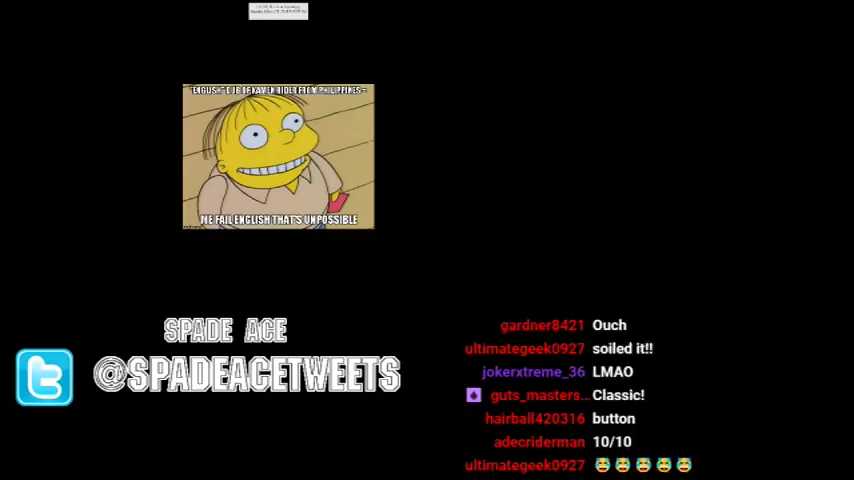 "ENGLISH" DUB OF KAMEN RIDER FROM PHILIPPINES =
ME FAIL ENGLISH THAT'S UNPOSSIBLE
SPADE ACE
@SPADEACETWEETS
gardner8421 Ouch
ultimategeek0927 soiled it!!
jokerxtreme_36 LMAO
guts_masters... Classic!
hairball420316 button
adecriderman 10/10
ultimategeek0927 😂😂😂😂😂